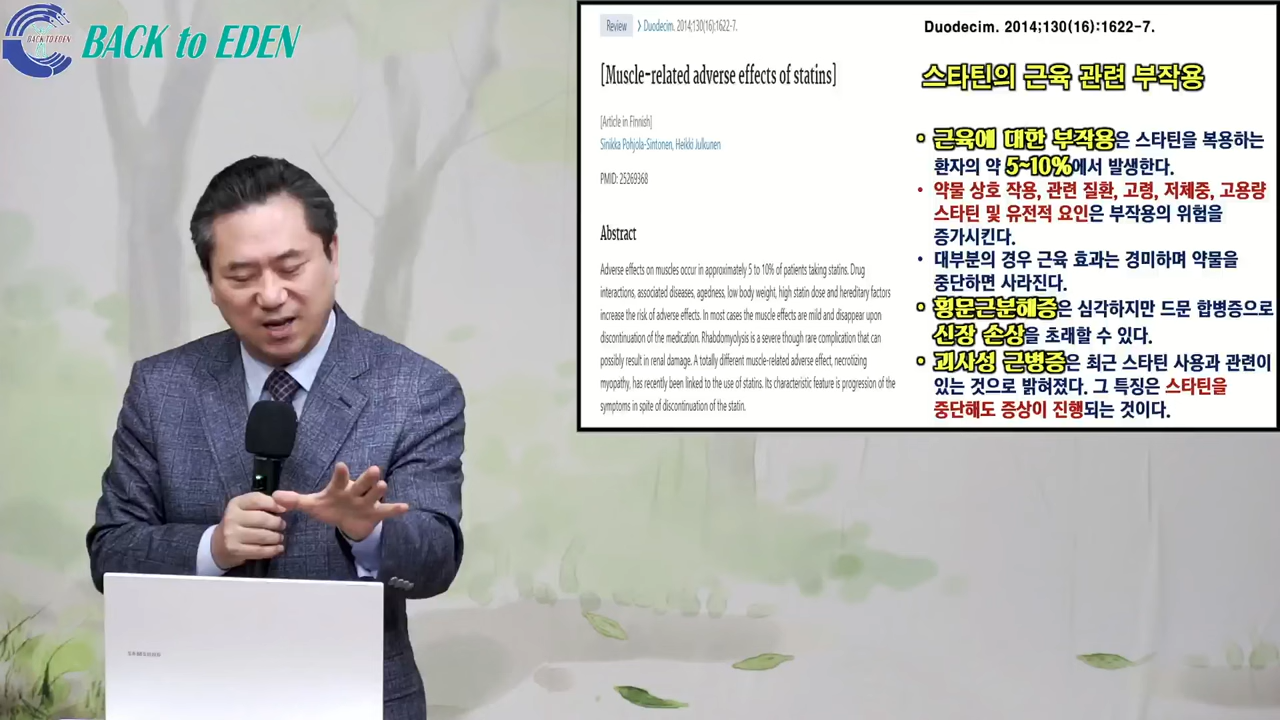 BACK TO EDEN
BACK to EDEN
Review > Duodecim. 2014;130(16):1622-7.
[Muscle-related adverse effects of statins]
[Article in Finnish]
Sinikka Pohjola-Sintonen, Heikki Julkunen
PMID: 25269368
Abstract
Adverse effects on muscles occur in approximately 5 to 10% of patients taking statins. Drug
interactions, associated diseases, agedness, low body weight, high statin dose and hereditary factors
increase the risk of adverse effects. In most cases the muscle effects are mild and disappear upon
discontinuation of the medication. Rhabdomyolysis is a severe though rare complication that can
possibly result in renal damage. A totally different muscle-related adverse effect, necrotizing
myopathy, has recently been linked to the use of statins. Its characteristic feature is progression of the
symptoms in spite of discontinuation of the statin.
Duodecim. 2014;130(16):1622-7.
스타틴의 근육 관련 부작용
• 근육에 대한 부작용은 스타틴을 복용하는
환자의 약 5~10%에서 발생한다.
• 약물 상호 작용, 관련 질환, 고령, 저체중, 고용량
스타틴 및 유전적 요인은 부작용의 위험을
증가시킨다.
• 대부분의 경우 근육 효과는 경미하며 약물을
중단하면 사라진다.
• 횡문근분해증은 심각하지만 드문 합병증으로
신장 손상을 초래할 수 있다.
• 괴사성 근병증은 최근 스타틴 사용과 관련이
있는 것으로 밝혀졌다. 그 특징은 스타틴을
중단해도 증상이 진행되는 것이다.
SAMSUNG